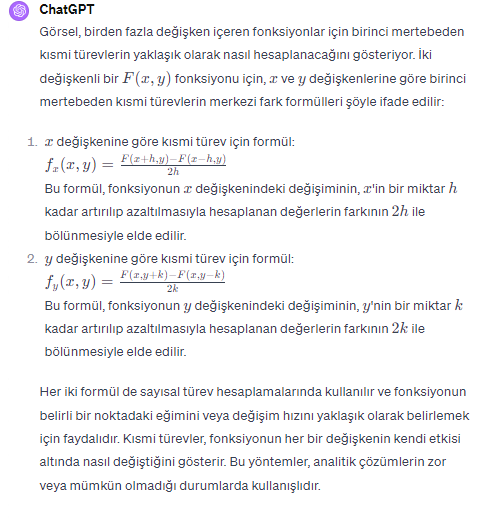 ChatGPT
Görsel, birden fazla değişken içeren fonksiyonlar için birinci mertebeden
kısmi türevlerin yaklaşık olarak nasıl hesaplanacağını gösteriyor. İki
değişkenli bir F(x, y) fonksiyonu için, x ve y değişkenlerine göre birinci
mertebeden kısmi türevlerin merkezi fark formülleri şöyle ifade edilir:
1. x değişkenine göre kısmi türev için formül:
f_x(x, y) = \frac{F(x+h,y)-F(x-h,y)}{2h}
Bu formül, fonksiyonun x değişkenindeki değişiminin, x'in bir miktar h
kadar artırılıp azaltılmasıyla hesaplanan değerlerin farkının 2h ile
bölünmesiyle elde edilir.
2. y değişkenine göre kısmi türev için formül:
f_y(x, y) = \frac{F(x,y+k)-F(x,y-k)}{2k}
Bu formül, fonksiyonun y değişkenindeki değişiminin, y'nin bir miktar k
kadar artırılıp azaltılmasıyla hesaplanan değerlerin farkının 2k ile
bölünmesiyle elde edilir.
Her iki formül de sayısal türev hesaplamalarında kullanılır ve fonksiyonun
belirli bir noktadaki eğimini veya değişim hızını yaklaşık olarak belirlemek
için faydalıdır. Kısmi türevler, fonksiyonun her bir değişkenin kendi etkisi
altında nasıl değiştiğini gösterir. Bu yöntemler, analitik çözümlerin zor
veya mümkün olmadığı durumlarda kullanışlıdır.